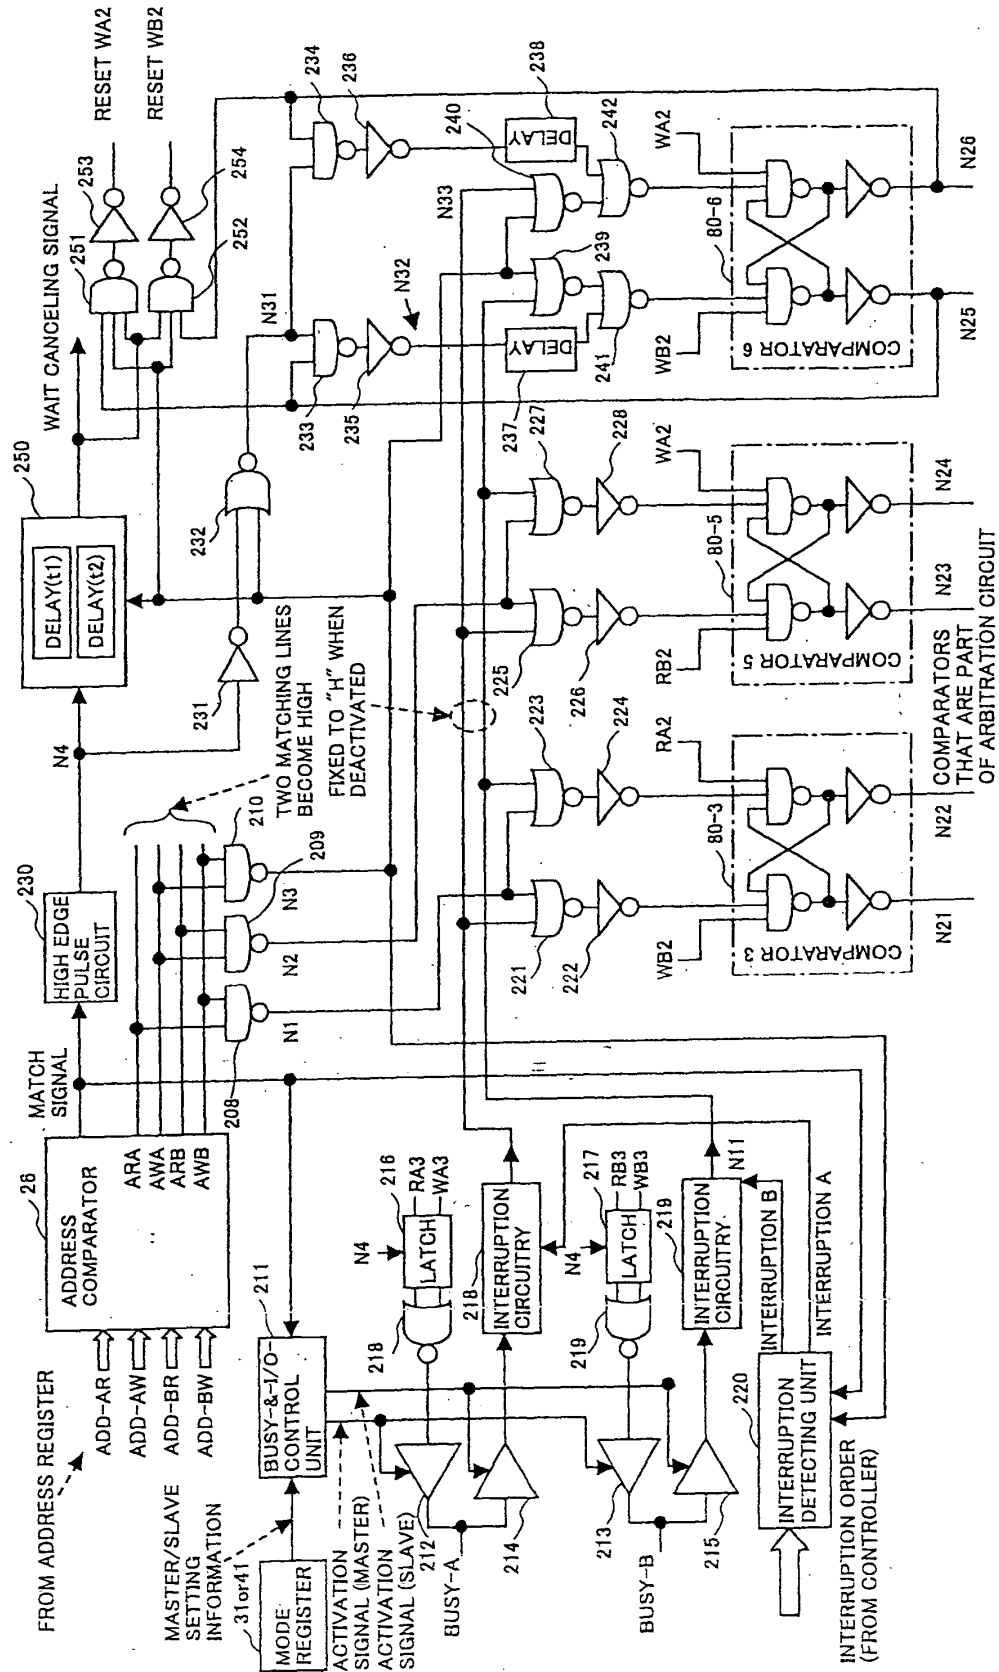 FROM ADDRESS REGISTER
ADD-AR
ADD-AW
ADD-BR
ADD-BW
26
ADDRESS
COMPARATOR
ARA
AWA
ARB
AWB
MATCH
SIGNAL
230
HIGH EDGE
PULSE
CIRCUIT
N4
250
DELAY(t1)
DELAY(t2)
WAIT CANCELING SIGNAL
251
253
RESET WA2
RESET WB2
254
252
MASTER/SLAVE
SETTING
INFORMATION
31or41
MODE
REGISTER
211
BUSY-&-I/O-
CONTROL
UNIT
208
N1
N2
N3
209
210
TWO MATCHING LINES
BECOME HIGH
FIXED TO "H" WHEN
DEACTIVATED
231
232
N31
233
234
235
236
N32
N33
ACTIVATION
SIGNAL (MASTER)
ACTIVATION
SIGNAL (SLAVE)
BUSY-A
212
214
N4
216
LATCH
RA3
WA3
218
218
INTERRUPTION
CIRCUITRY
BUSY-B
213
215
N4
217
LATCH
RB3
WB3
219
219
INTERRUPTION
CIRCUITRY
N11
INTERRUPTION B
INTERRUPTION A
220
INTERRUPTION
DETECTING UNIT
INTERRUPTION ORDER
(FROM CONTROLLER)
221
222
223
224
225
226
227
228
237
DELAY
238
DELAY
239
240
241
242
WB2
RA2
80-3
COMPARATOR 3
N21
N22
RB2
WA2
80-5
COMPARATOR 5
N23
N24
WB2
WA2
80-6
COMPARATOR 6
N25
N26
COMPARATORS
THAT ARE PART
OF ARBITRATION CIRCUIT